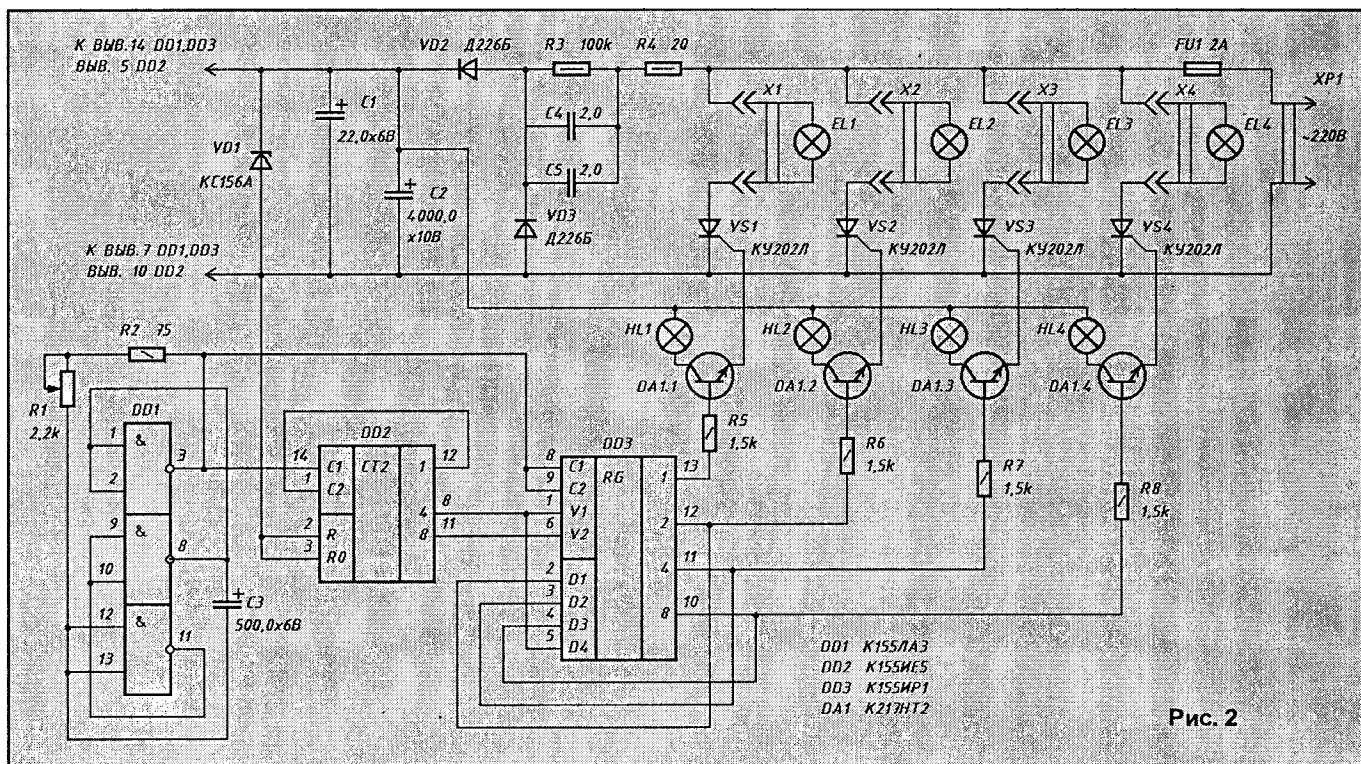 К ВЫВ.14 DD1,DD3
ВЫВ. 5 DD2
VD2 Д226Б
R3 100k
R4 20
FU1 2A
XP1
~220В
X1
X2
X3
X4
EL1
EL2
EL3
EL4
C1
22,0х6В
C4 2,0
C5 2,0
VD1
КС156А
C2
4000,0
х10В
VD3
Д226Б
VS1
КУ202Л
VS2
КУ202Л
VS3
КУ202Л
VS4
КУ202Л
К ВЫВ.7 DD1,DD3
ВЫВ. 10 DD2
HL1
HL2
HL3
HL4
DA1.1
DA1.2
DA1.3
DA1.4
R2 75
R1
2,2k
DD1
1
2
&
3
9
10
&
8
12
13
&
11
C3
500,0х6В
DD2
14 C1 CT2 1 12
1 C2
4 8
2 R 8 11
3 R0
DD3
8 C1 RG 1 13
9 C2
1 V1 2 12
6 V2
2 D1 4 11
3 D2
4 D3 8 10
5 D4
R5
1,5k
R6
1,5k
R7
1,5k
R8
1,5k
DD1 К155ЛА3
DD2 К155ИЕ5
DD3 К155ИР1
DA1 К217НТ2
Рис. 2